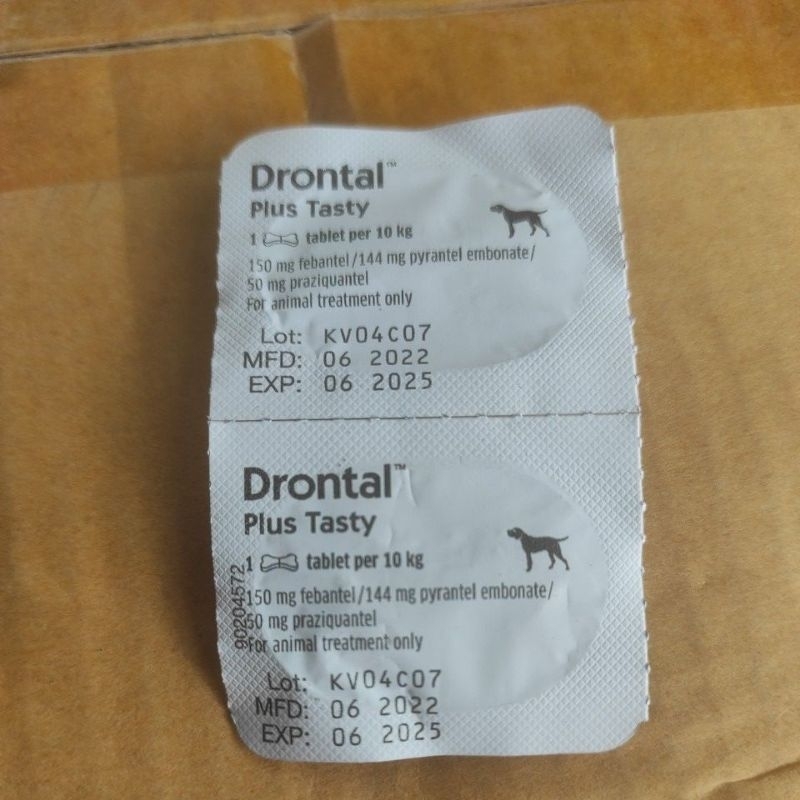 Drontal™
Plus Tasty
1 tablet per 10 kg
150 mg febantel/144 mg pyrantel embonate/
50 mg praziquantel
For animal treatment only
Lot: KV04C07
MFD: 06 2022
EXP: 06 2025
Drontal™
Plus Tasty
1 tablet per 10 kg
150 mg febantel/144 mg pyrantel embonate/
50 mg praziquantel
For animal treatment only
Lot: KV04C07
MFD: 06 2022
EXP: 06 2025
90204572